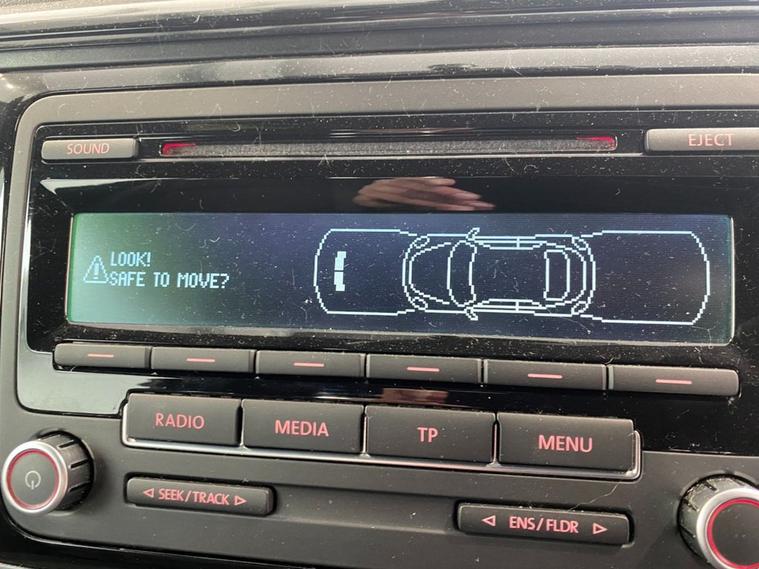 SOUND
EJECT
LOOK!
SAFE TO MOVE?
RADIO
MEDIA
TP
MENU
SEEK/TRACK
ENS/FLDR